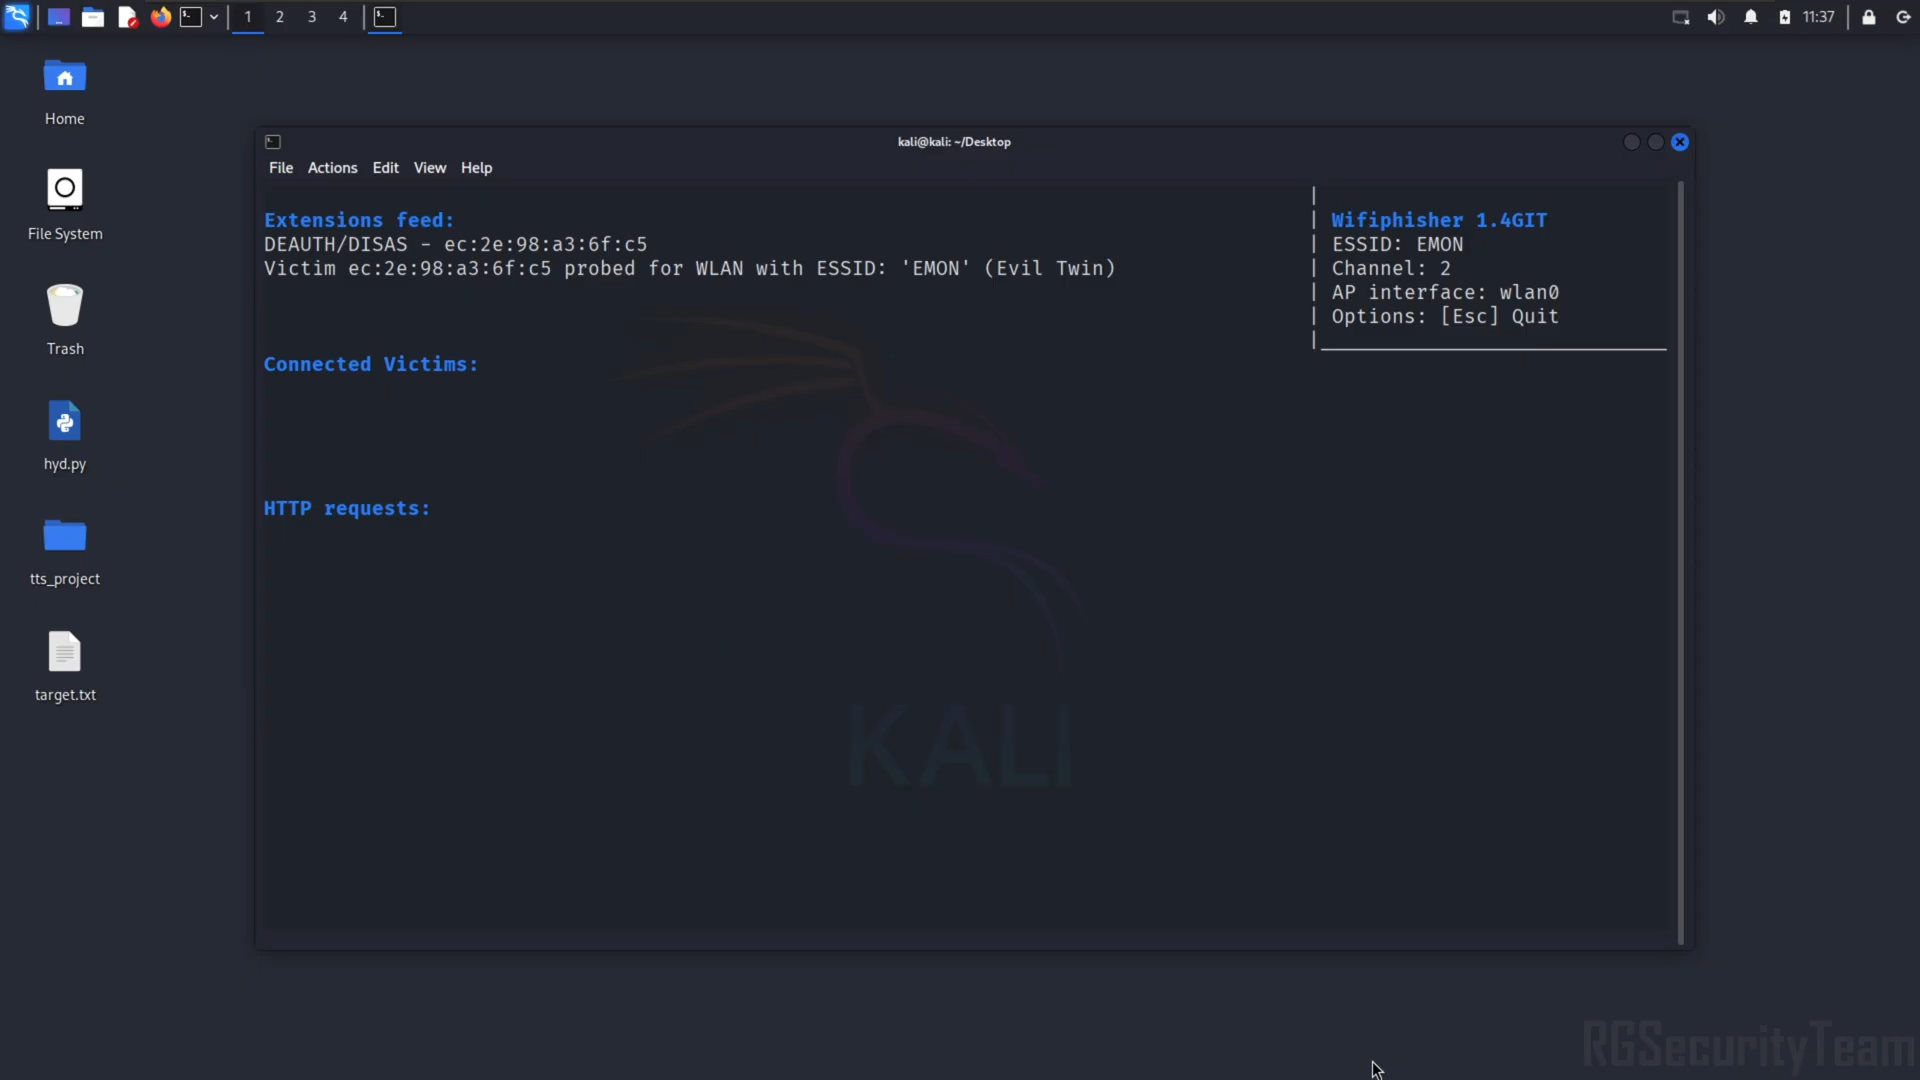 1 2 3 4
11:37
Home
File System
Trash
hyd.py
tts_project
target.txt
kali@kali: ~/Desktop
File Actions Edit View Help
Extensions feed:
DEAUTH/DISAS - ec:2e:98:a3:6f:c5
Victim ec:2e:98:a3:6f:c5 probed for WLAN with ESSID: 'EMON' (Evil Twin)
Connected Victims:
HTTP requests:
| Wifiphisher 1.4GIT
| ESSID: EMON
| Channel: 2
| AP interface: wlan0
| Options: [Esc] Quit
|
KALI
RGSecurityTeam